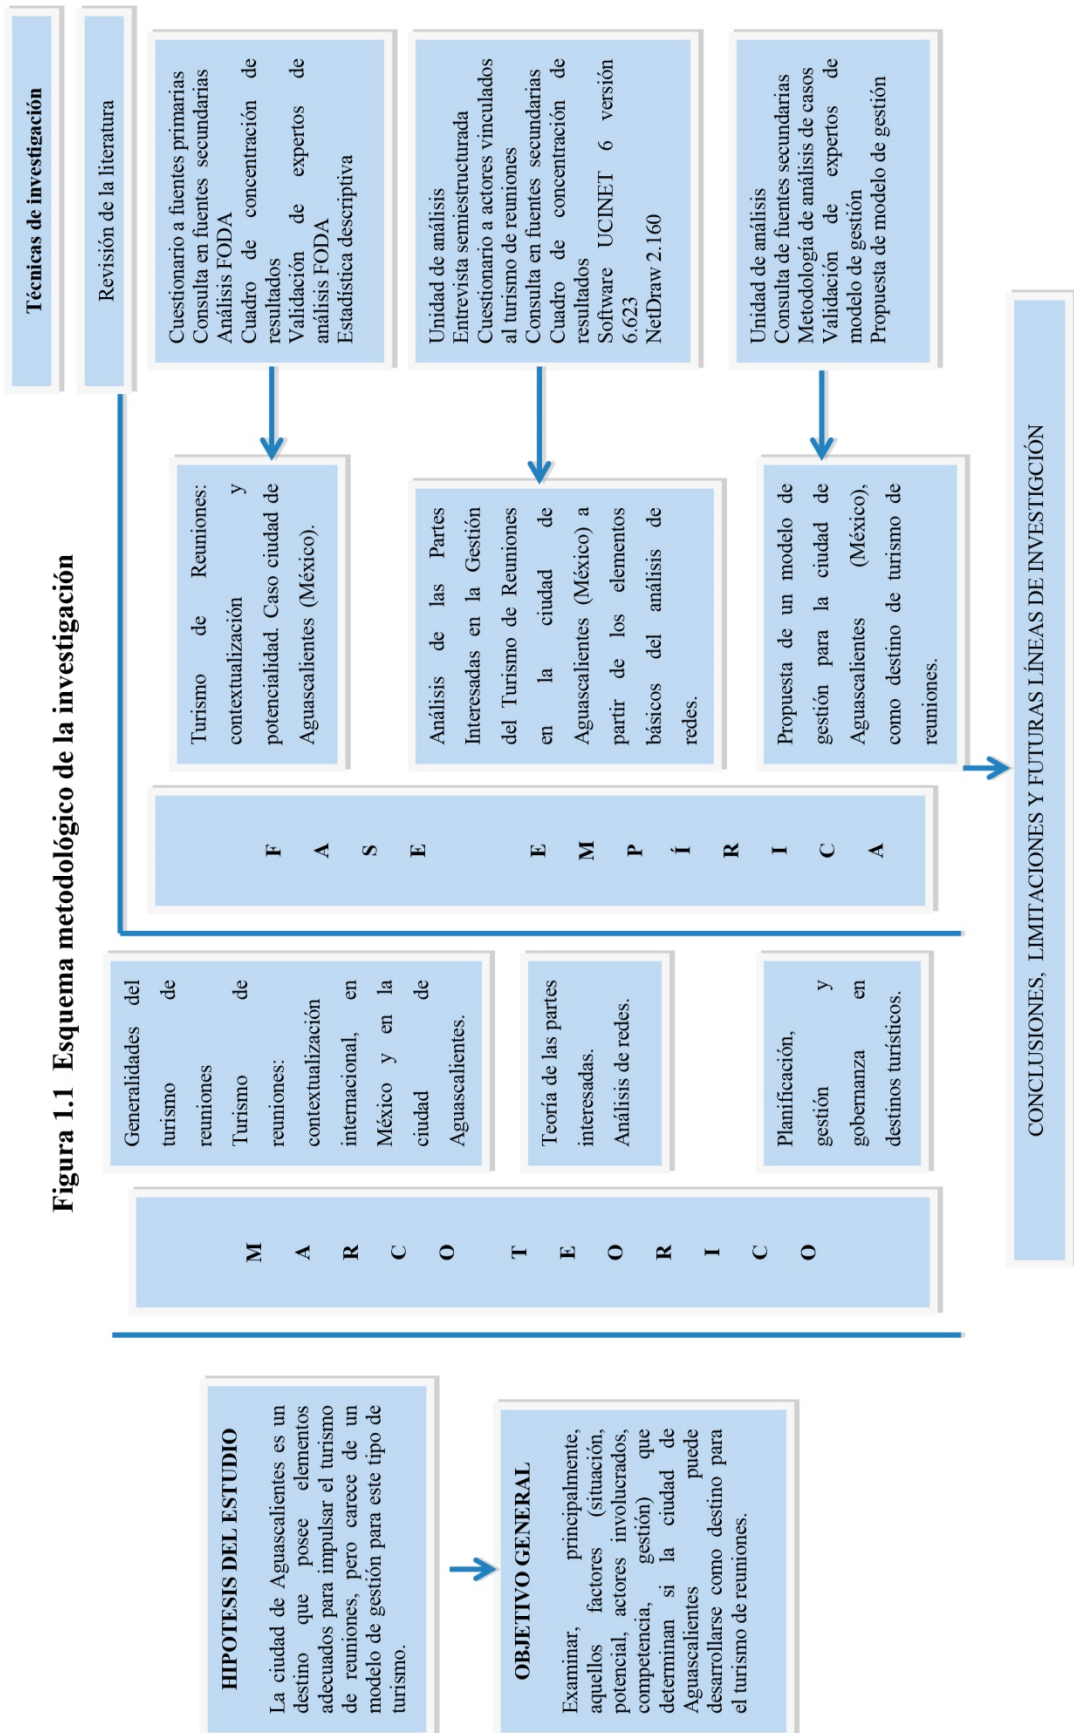 Figura 1.1 Esquema metodológico de la investigación
HIPOTESIS DEL ESTUDIO
La ciudad de Aguascalientes es un
destino que posee elementos
adecuados para impulsar el turismo
de reuniones, pero carece de un
modelo de gestión para este tipo de
turismo.
OBJETIVO GENERAL
Examinar, principalmente,
aquellos factores (situación,
potencial, actores involucrados,
competencia, gestión) que
determinan si la ciudad de
Aguascalientes puede
desarrollarse como destino para
el turismo de reuniones.
M
A
R
C
O
T
E
O
R
I
C
O
Generalidades del
turismo de
reuniones
Turismo de
reuniones:
contextualización
internacional, en
México y en la
ciudad de
Aguascalientes.
Teoría de las partes
interesadas.
Análisis de redes.
Planificación,
gestión y
gobernanza en
destinos turísticos.
F
A
S
E
E
M
P
Í
R
I
C
A
Turismo de Reuniones:
contextualización y
potencialidad. Caso ciudad de
Aguascalientes (México).
Análisis de las Partes
Interesadas en la Gestión
del Turismo de Reuniones
en la ciudad de
Aguascalientes (México) a
partir de los elementos
básicos del análisis de
redes.
Propuesta de un modelo de
gestión para la ciudad de
Aguascalientes (México),
como destino de turismo de
reuniones.
Técnicas de investigación
Revisión de la literatura
Cuestionario a fuentes primarias
Consulta en fuentes secundarias
Análisis FODA
Cuadro de concentración de
resultados
Validación de expertos de
análisis FODA
Estadística descriptiva
Unidad de análisis
Entrevista semiestructurada
Cuestionario a actores vinculados
al turismo de reuniones
Consulta en fuentes secundarias
Cuadro de concentración de
resultados
Software UCINET 6 versión
6.623
NetDraw 2.160
Unidad de análisis
Consulta de fuentes secundarias
Metodología de análisis de casos
Validación de expertos de
modelo de gestión
Propuesta de modelo de gestión
CONCLUSIONES, LIMITACIONES Y FUTURAS LÍNEAS DE INVESTIGCIÓN